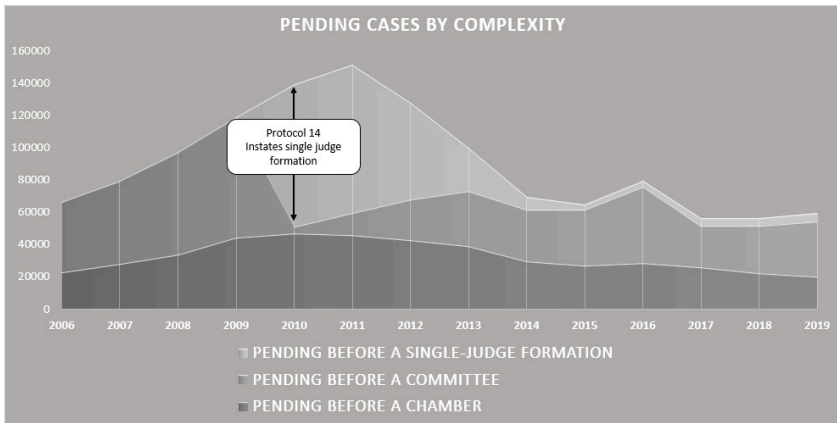 PENDING CASES BY COMPLEXITY
160000
140000
120000
100000
80000
60000
40000
20000
0
Protocol 14
Instates single judge
formation
2006 2007 2008 2009 2010 2011 2012 2013 2014 2015 2016 2017 2018 2019
PENDING BEFORE A SINGLE-JUDGE FORMATION
PENDING BEFORE A COMMITTEE
PENDING BEFORE A CHAMBER